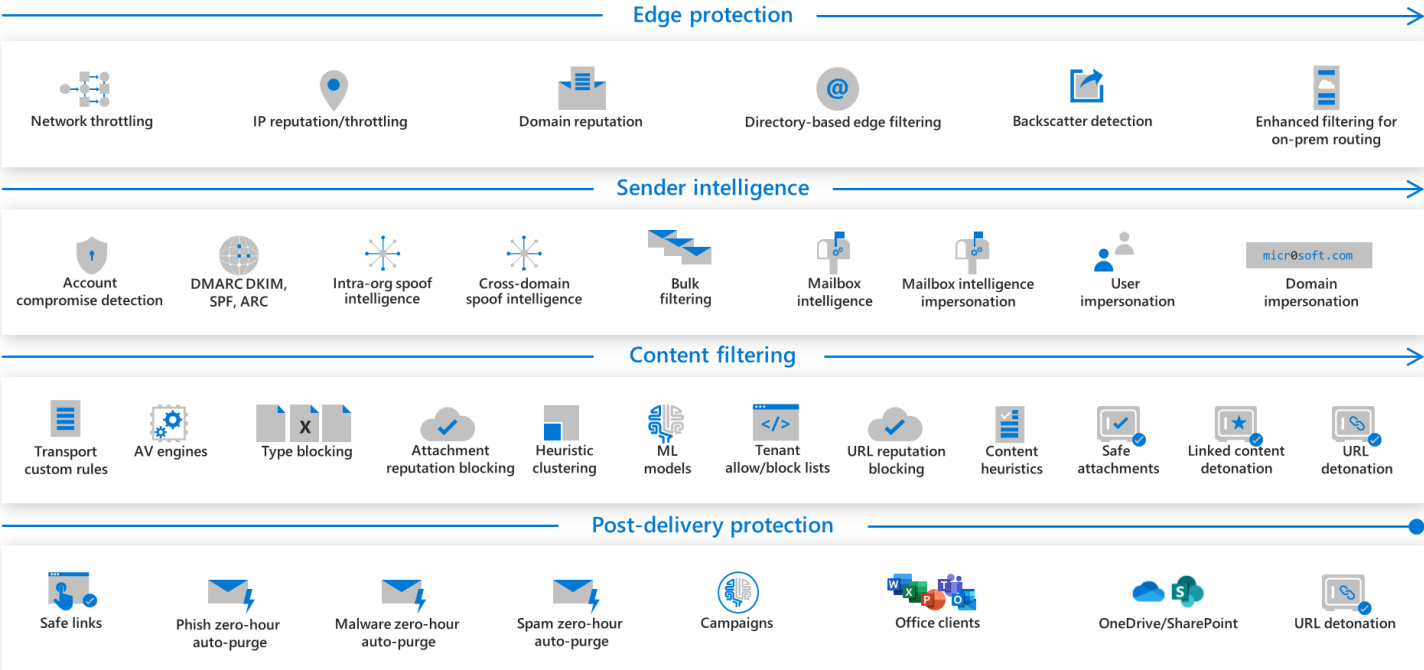 Edge protection
@
Network throttling
IP reputation/throttling
Domain reputation
Directory-based edge filtering
Backscatter detection
Enhanced filtering for
on-prem routing
Sender intelligence
micr0soft.com
Account
compromise detection
DMARC DKIM,
SPF, ARC
Intra-org spoof
intelligence
Cross-domain
spoof intelligence
Bulk
filtering
Mailbox
intelligence
Mailbox intelligence
impersonation
User
impersonation
Domain
impersonation
Content filtering
X
</>
Transport
custom rules
AV engines
Type blocking
Attachment
reputation blocking
Heuristic
clustering
ML
models
Tenant
allow/block lists
URL reputation
blocking
Content
heuristics
Safe
attachments
Linked content
detonation
URL
detonation
Post-delivery protection
W
X
P
T
O
S
Safe links
Phish zero-hour
auto-purge
Malware zero-hour
auto-purge
Spam zero-hour
auto-purge
Campaigns
Office clients
OneDrive/SharePoint
URL detonation